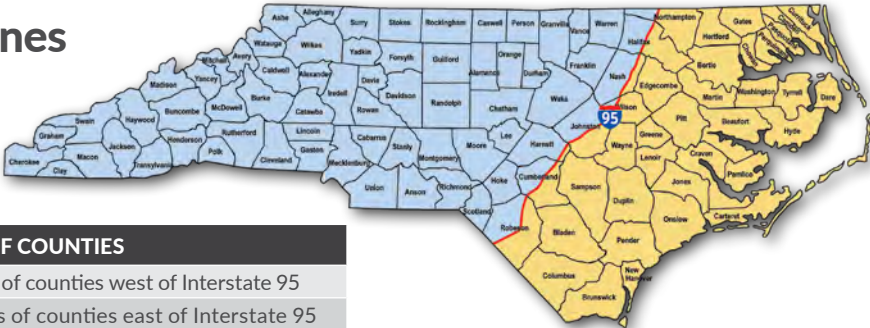 nes
Alleghany
Ashe Surry Stokes Rockingham Caswell Person Granville Vance Warren Northampton Gates
Halifax Hertford
Watauga Wilkes Yadkin Forsyth Guilford Orange Franklin
Mitchell Avery Alamance Durham Nash Bertie
Caldwell Alexander Davie Edgecombe
Madison Yancey Iredell Davidson Randolph Wake Martin Washington Tyrrell Dare
Burke Rowan Chatham Wilson
Buncombe McDowell Catawba 95 Pitt Beaufort Hyde
Swain Haywood Lincoln Johnston
Graham Rutherford Cabarrus Lee Greene
Jackson Henderson Gaston Stanly Moore Harnett Wayne
Cherokee Macon Transylvania Polk Cleveland Mecklenburg Montgomery Lenoir Craven
Clay Pamlico
Union Anson Richmond Hoke Cumberland Sampson Jones
Scotland Duplin Onslow Carteret
Robeson Bladen
Pender
Columbus New Hanover
Brunswick
OF COUNTIES
of counties west of Interstate 95
s of counties east of Interstate 95